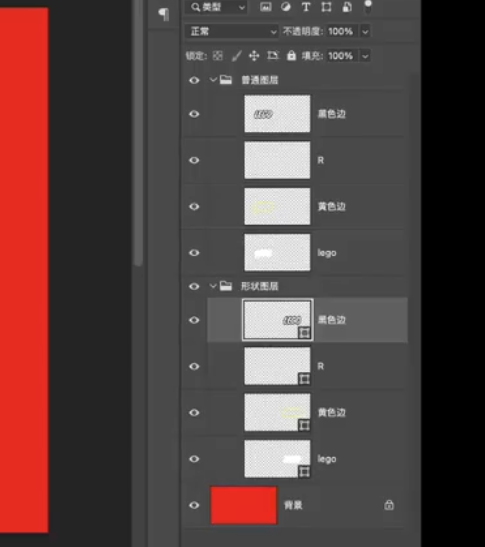 类型
正常
不透明度: 100%
锁定:
填充: 100%
普通图层
LEGO
黑色边
R
黄色边
lego
形状图层
LEGO
黑色边
R
黄色边
lego
背景